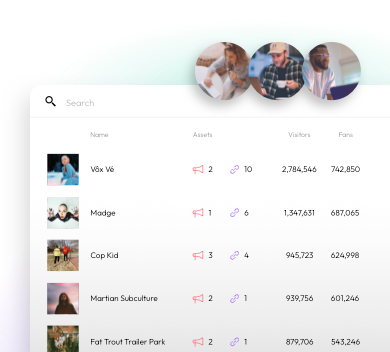 Search
Name Assets Visitors Fans
Vôx Vé 2 10 2,784,546 742,850
Madge 1 6 1,347,631 687,065
Cop Kid 3 4 945,723 624,998
Martian Subculture 2 1 939,756 601,246
Fat Trout Trailer Park 2 1 879,706 543,246